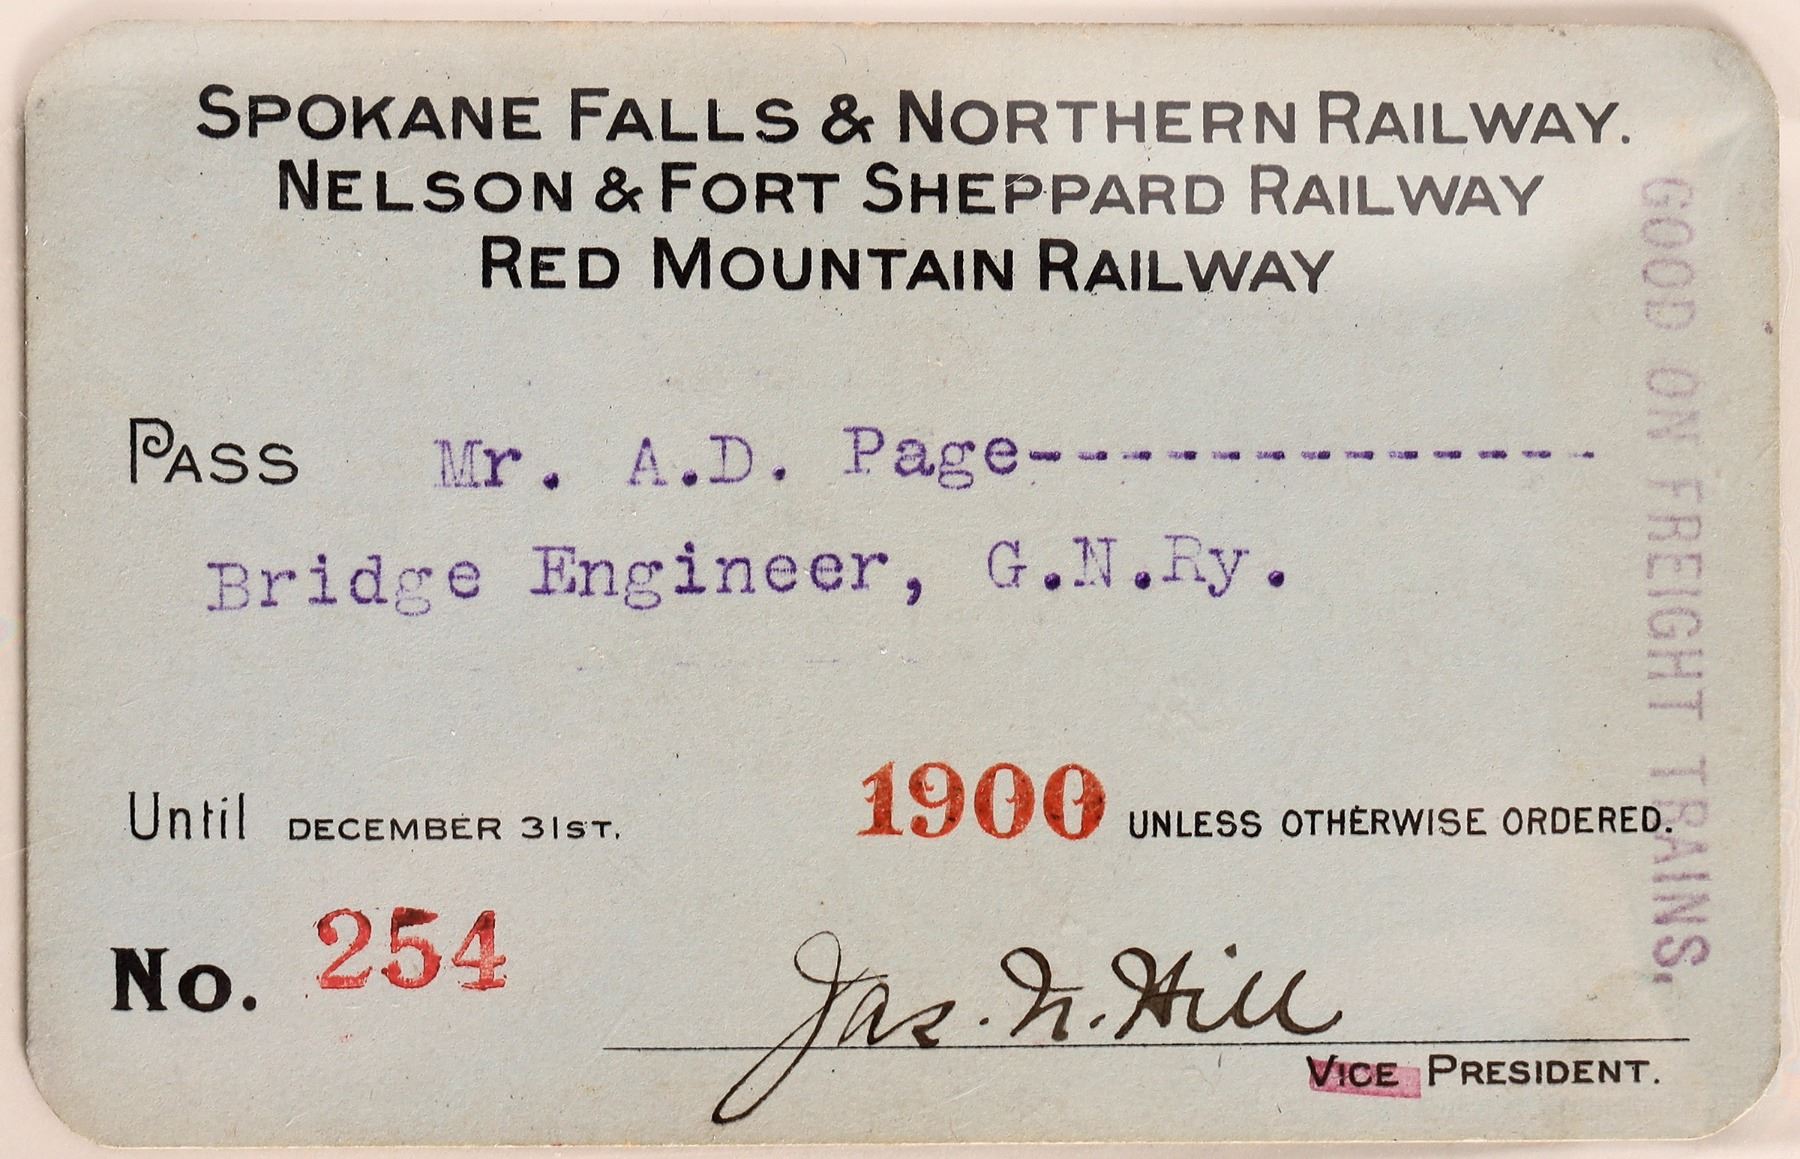 SPOKANE FALLS & NORTHERN RAILWAY.
NELSON & FORT SHEPPARD RAILWAY
RED MOUNTAIN RAILWAY
PASS Mr. A.D. Page----------------
Bridge Engineer, G.N.Ry.
Until DECEMBER 31ST. 1900 UNLESS OTHERWISE ORDERED.
No. 254
Jas. N. Hill
VICE PRESIDENT.
GOOD ON FREIGHT TRAINS.